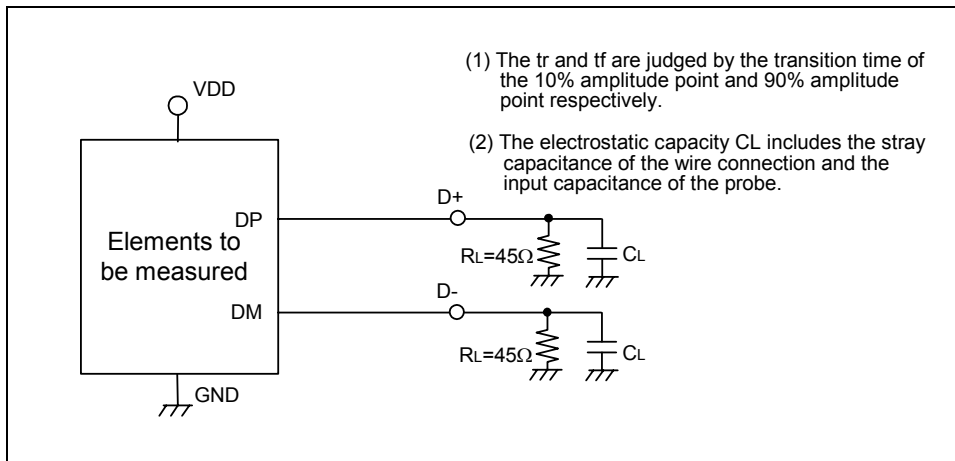 (1) The tr and tf are judged by the transition time of
the 10% amplitude point and 90% amplitude
point respectively.
VDD
(2) The electrostatic capacity CL includes the stray
capacitance of the wire connection and the
input capacitance of the probe.
D+
DP
Elements to
be measured
RL=45Ω
CL
D-
DM
RL=45Ω
CL
GND